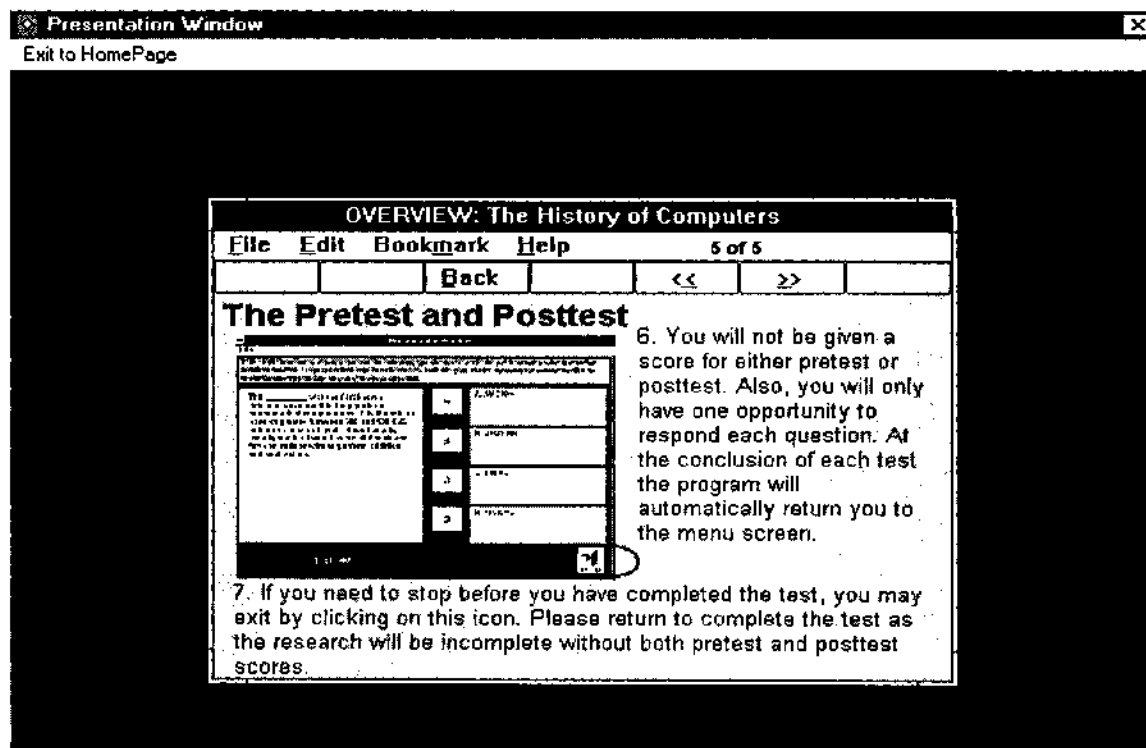 Presentation Window
Exit to HomePage
OVERVIEW: The History of Computers
File Edit Bookmark Help 5 of 5
Back << >>
The Pretest and Posttest
6. You will not be given a
score for either pretest or
posttest. Also, you will only
have one opportunity to
respond each question. At
the conclusion of each test
the program will
automatically return you to
the menu screen.
7. If you need to stop before you have completed the test, you may
exit by clicking on this icon. Please return to complete the test as
the research will be incomplete without both pretest and posttest
scores.